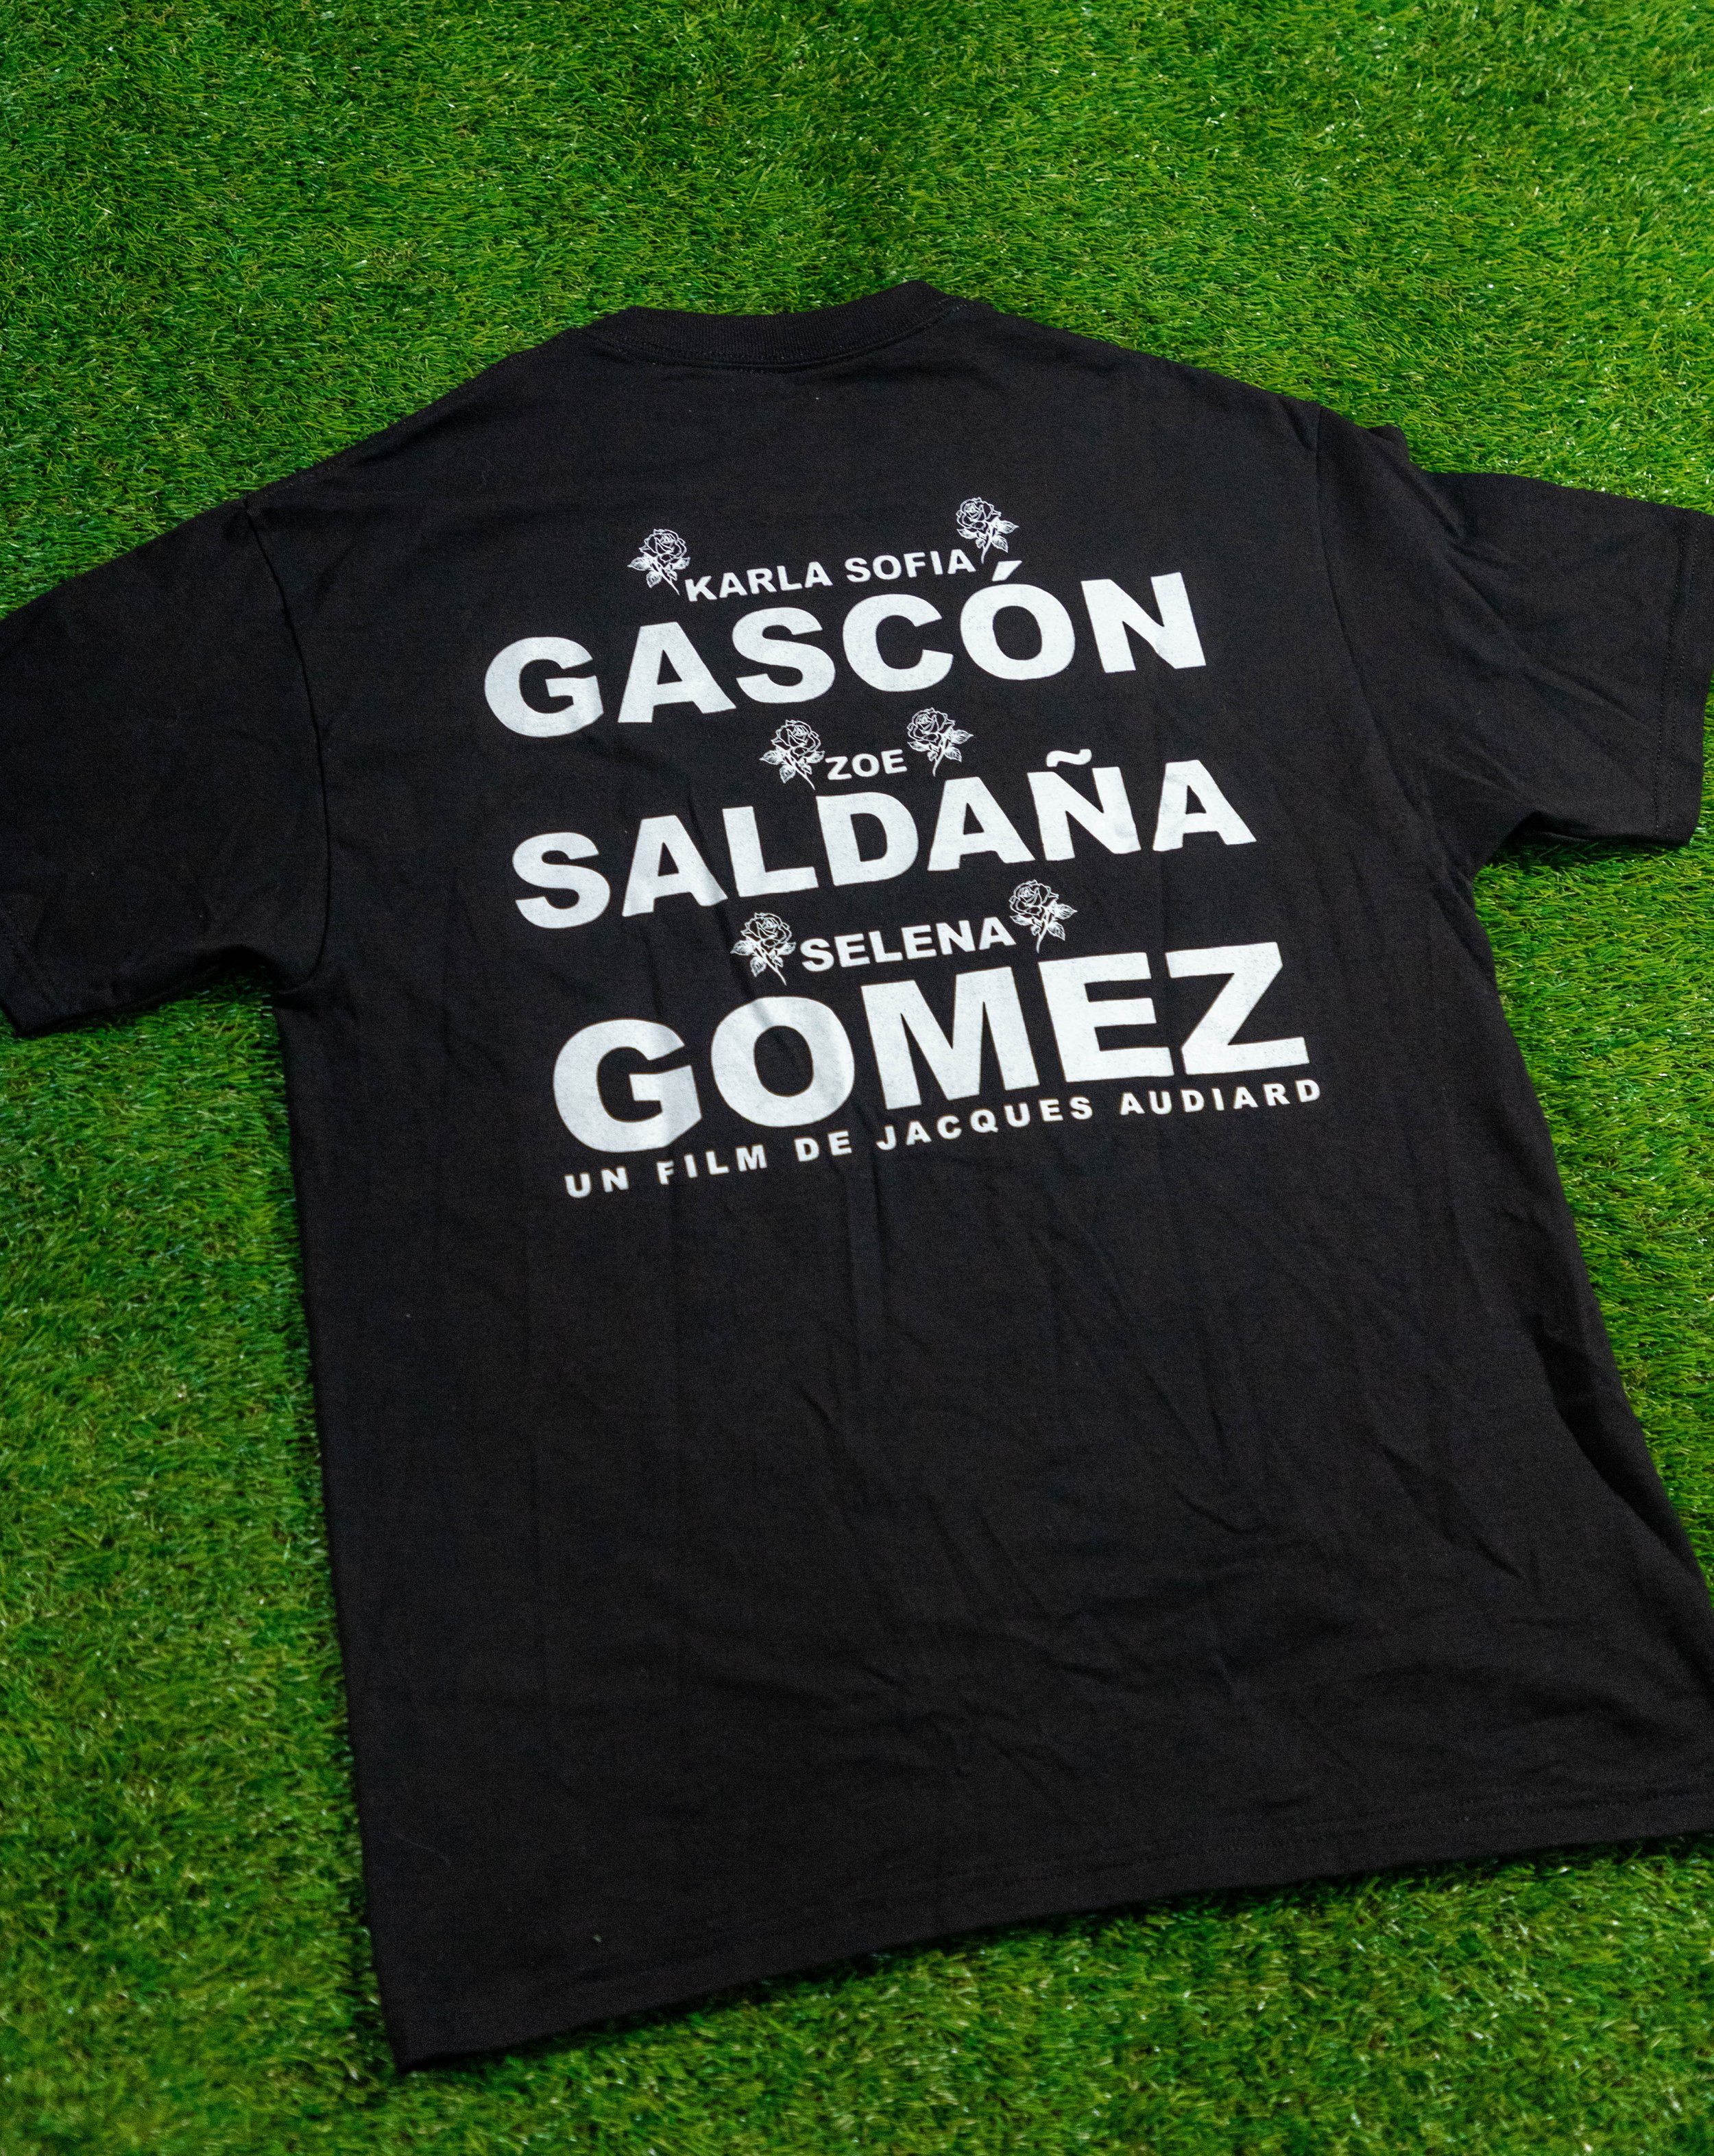 KARLA SOFIA
GASCÓN
ZOE
SALDAÑA
SELENA
GOMEZ
UN FILM DE JACQUES AUDIARD